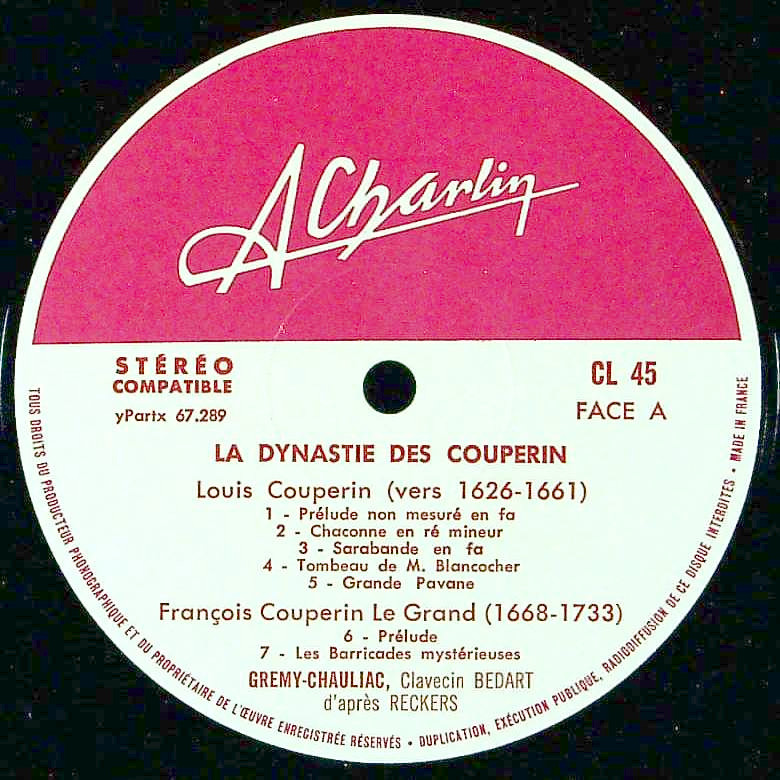 A Charlin
STÉRÉO
COMPATIBLE
yPartx 67.289
CL 45
FACE A
LA DYNASTIE DES COUPERIN
Louis Couperin (vers 1626-1661)
1 - Prélude non mesuré en fa
2 - Chaconne en ré mineur
3 - Sarabande en fa
4 - Tombeau de M. Blancocher
5 - Grande Pavane
François Couperin Le Grand (1668-1733)
6 - Prélude
7 - Les Barricades mystérieuses
GREMY-CHAULIAC, Clavecin BEDART
d'après RECKERS
TOUS DROITS DU PRODUCTEUR PHONOGRAPHIQUE ET DU PROPRIÉTAIRE DE L'ŒUVRE ENREGISTRÉE RÉSERVÉS • DUPLICATION, EXÉCUTION PUBLIQUE, RADIODIFFUSION DE CE DISQUE INTERDITES • MADE IN FRANCE